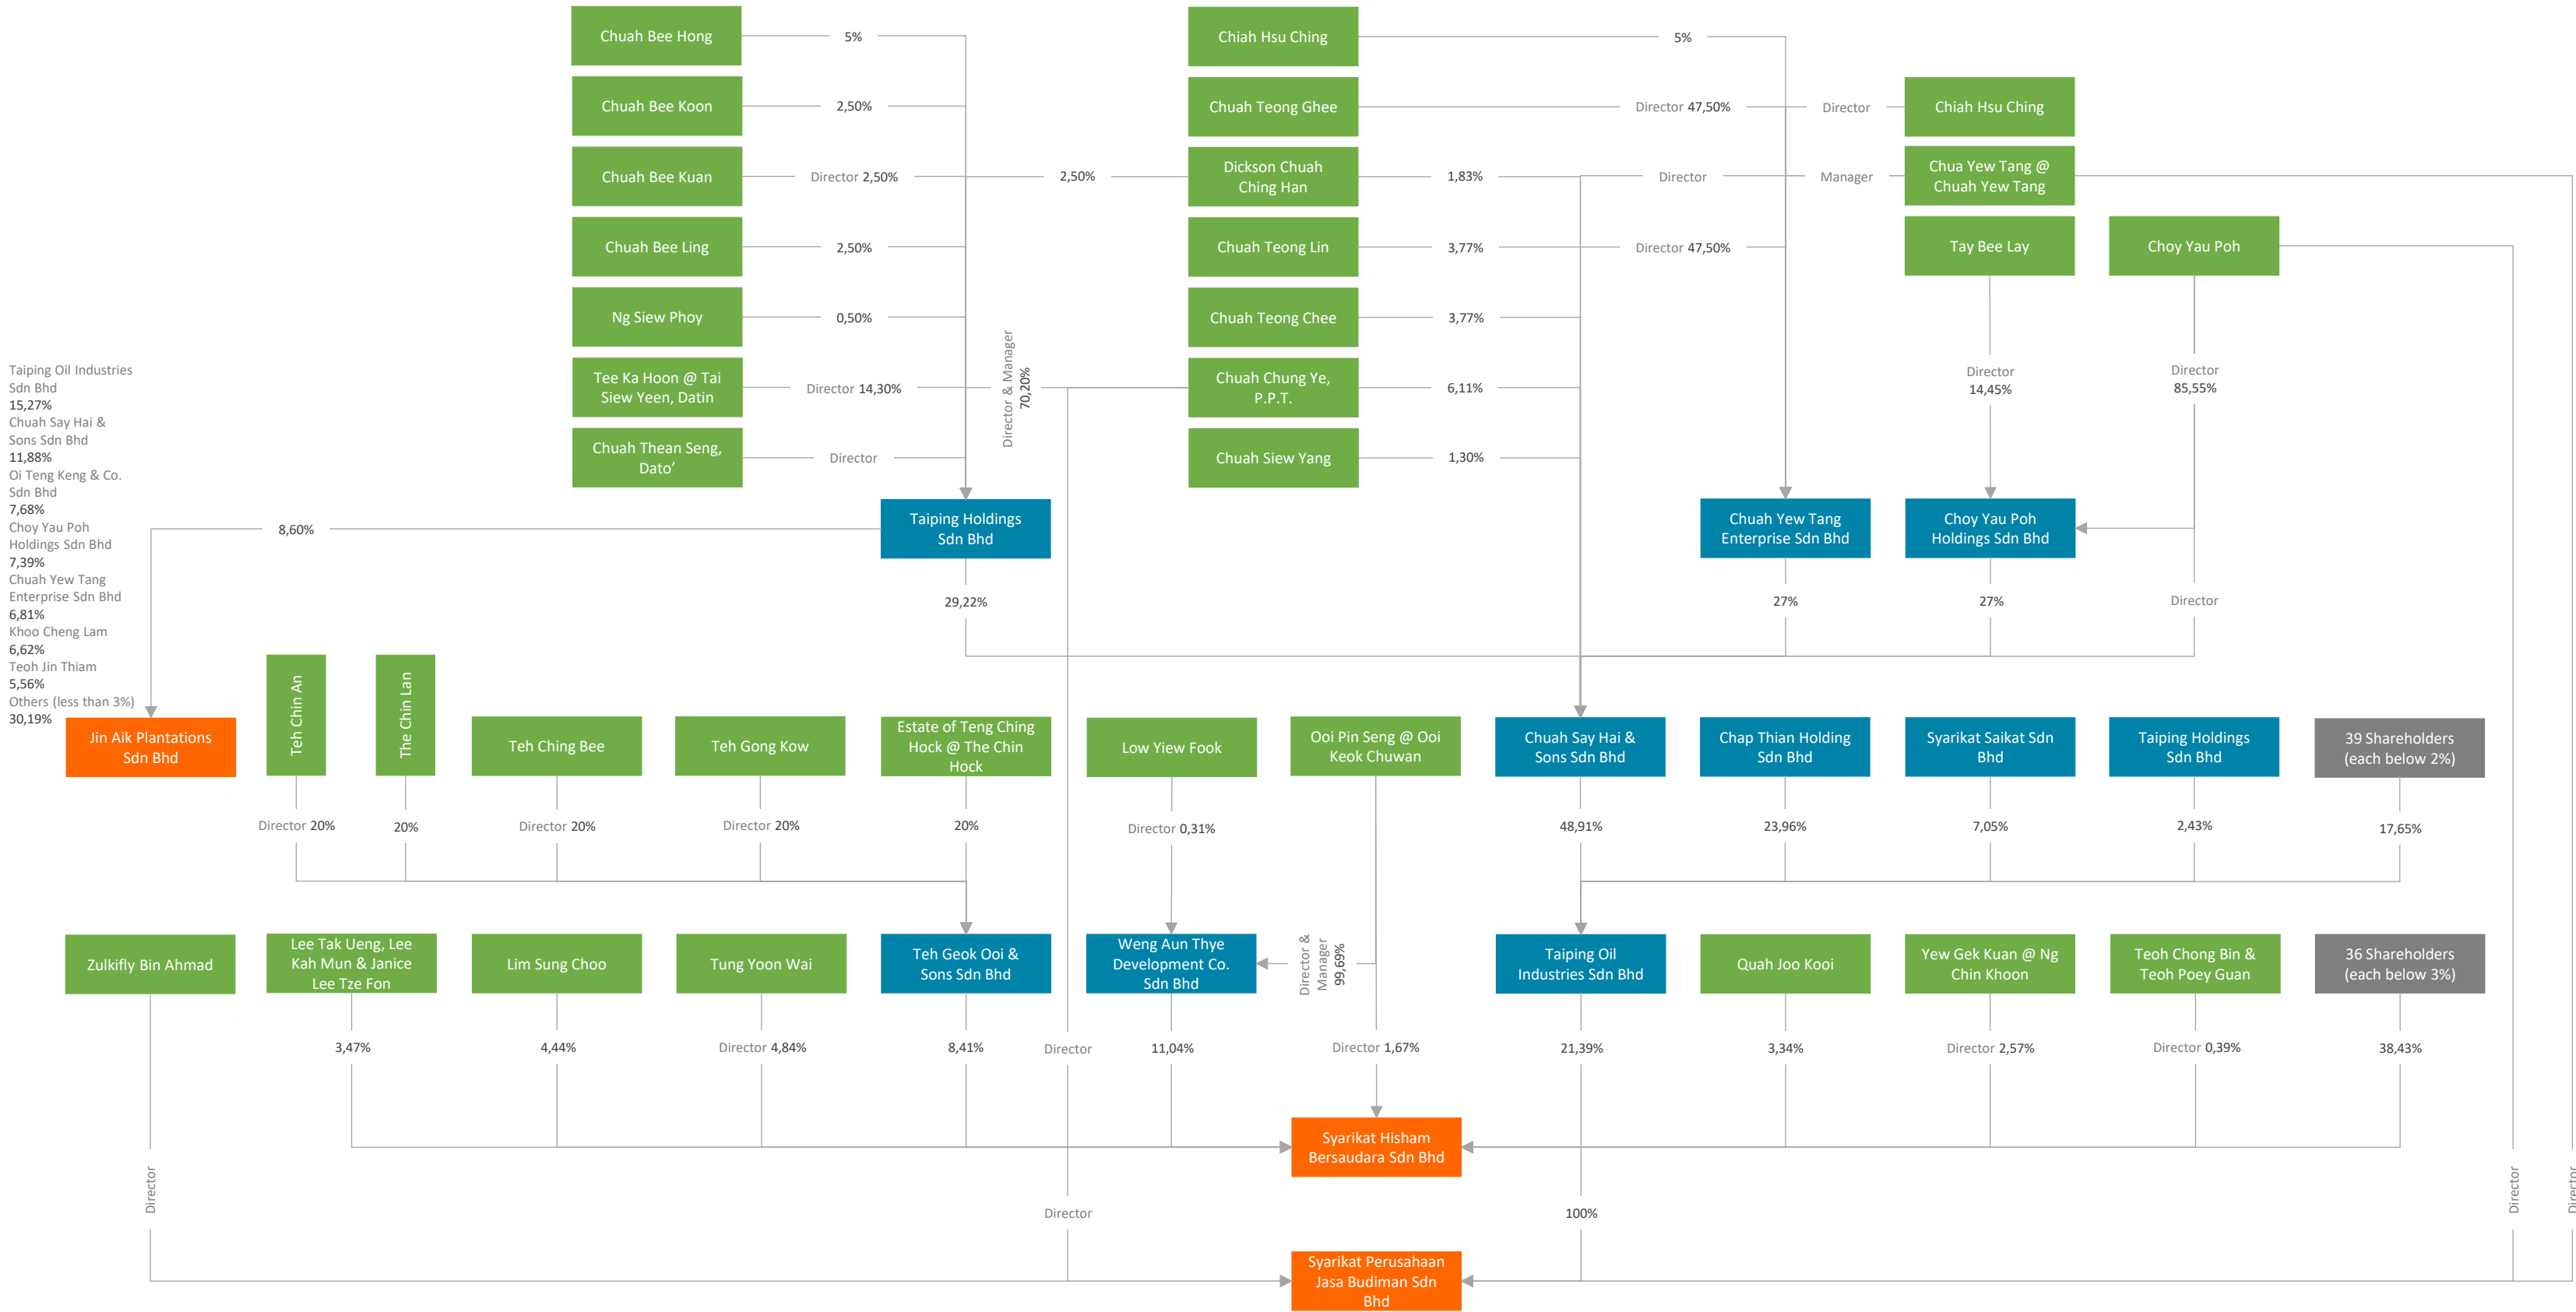 Chuah Bee Hong
5%
Chiah Hsu Ching
5%
Chuah Bee Koon
2,50%
Chuah Teong Ghee
Director 47,50%
Director
Chiah Hsu Ching
Chuah Bee Kuan
Director 2,50%
2,50%
Dickson Chuah
Ching Han
1,83%
Director
Manager
Chua Yew Tang @
Chuah Yew Tang
Chuah Bee Ling
2,50%
Chuah Teong Lin
3,77%
Director 47,50%
Tay Bee Lay
Choy Yau Poh
Ng Siew Phoy
0,50%
Chuah Teong Chee
3,77%
Tee Ka Hoon @ Tai
Siew Yeen, Datin
Director 14,30%
Director & Manager
70,20%
Chuah Chung Ye,
P.P.T.
6,11%
Director
14,45%
Director
85,55%
Chuah Thean Seng,
Dato’
Director
Chuah Siew Yang
1,30%
Taiping Oil Industries
Sdn Bhd
15,27%
Chuah Say Hai &
Sons Sdn Bhd
11,88%
Oi Teng Keng & Co.
Sdn Bhd
7,68%
Choy Yau Poh
Holdings Sdn Bhd
7,39%
Chuah Yew Tang
Enterprise Sdn Bhd
6,81%
Khoo Cheng Lam
6,62%
Teoh Jin Thiam
5,56%
Others (less than 3%)
30,19%
8,60%
Taiping Holdings
Sdn Bhd
Chuah Yew Tang
Enterprise Sdn Bhd
Choy Yau Poh
Holdings Sdn Bhd
29,22%
27%
27%
Director
Jin Aik Plantations
Sdn Bhd
Teh Chin An
The Chin Lan
Teh Ching Bee
Teh Gong Kow
Estate of Teng Ching
Hock @ The Chin
Hock
Low Yiew Fook
Ooi Pin Seng @ Ooi
Keok Chuwan
Chuah Say Hai &
Sons Sdn Bhd
Chap Thian Holding
Sdn Bhd
Syarikat Saikat Sdn
Bhd
Taiping Holdings
Sdn Bhd
39 Shareholders
(each below 2%)
Director 20%
20%
Director 20%
Director 20%
20%
Director 0,31%
48,91%
23,96%
7,05%
2,43%
17,65%
Zulkifly Bin Ahmad
Lee Tak Ueng, Lee
Kah Mun & Janice
Lee Tze Fon
Lim Sung Choo
Tung Yoon Wai
Teh Geok Ooi &
Sons Sdn Bhd
Weng Aun Thye
Development Co.
Sdn Bhd
Director &
Manager
99,69%
Taiping Oil
Industries Sdn Bhd
Quah Joo Kooi
Yew Gek Kuan @ Ng
Chin Khoon
Teoh Chong Bin &
Teoh Poey Guan
36 Shareholders
(each below 3%)
3,47%
4,44%
Director 4,84%
8,41%
Director
11,04%
Director 1,67%
21,39%
3,34%
Director 2,57%
Director 0,39%
38,43%
Syarikat Hisham
Bersaudara Sdn Bhd
Director
Director
100%
Director
Director
Syarikat Perusahaan
Jasa Budiman Sdn
Bhd